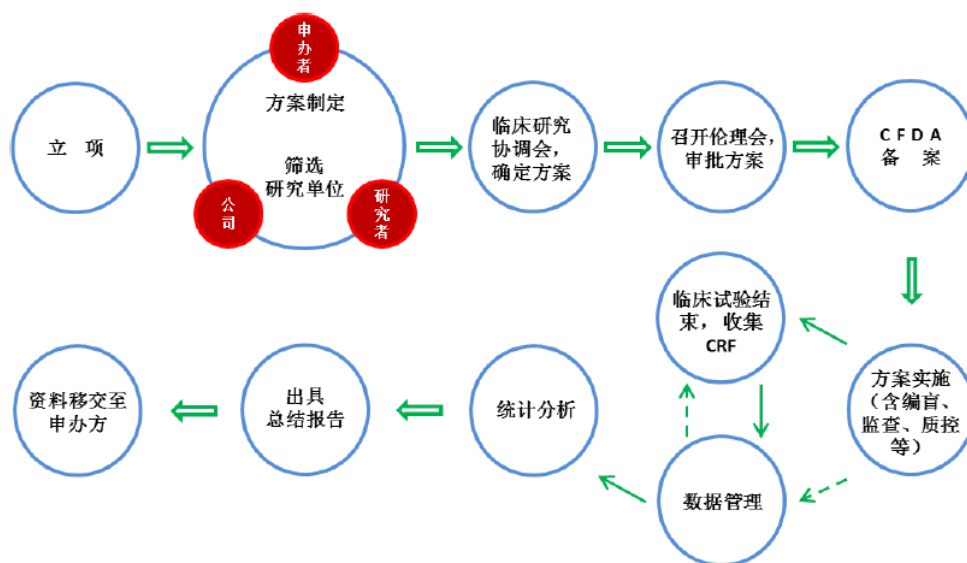 立 项
申办者
方案制定
筛选
研究单位
公司
研究者
临床研究
协调会，
确定方案
召开伦理会，
审批方案
CFDA
备 案
临床试验结
束，收集
CRF
方案实施
（含编盲、
监查、质控
等）
数据管理
统计分析
出具
总结报告
资料移交至
申办方